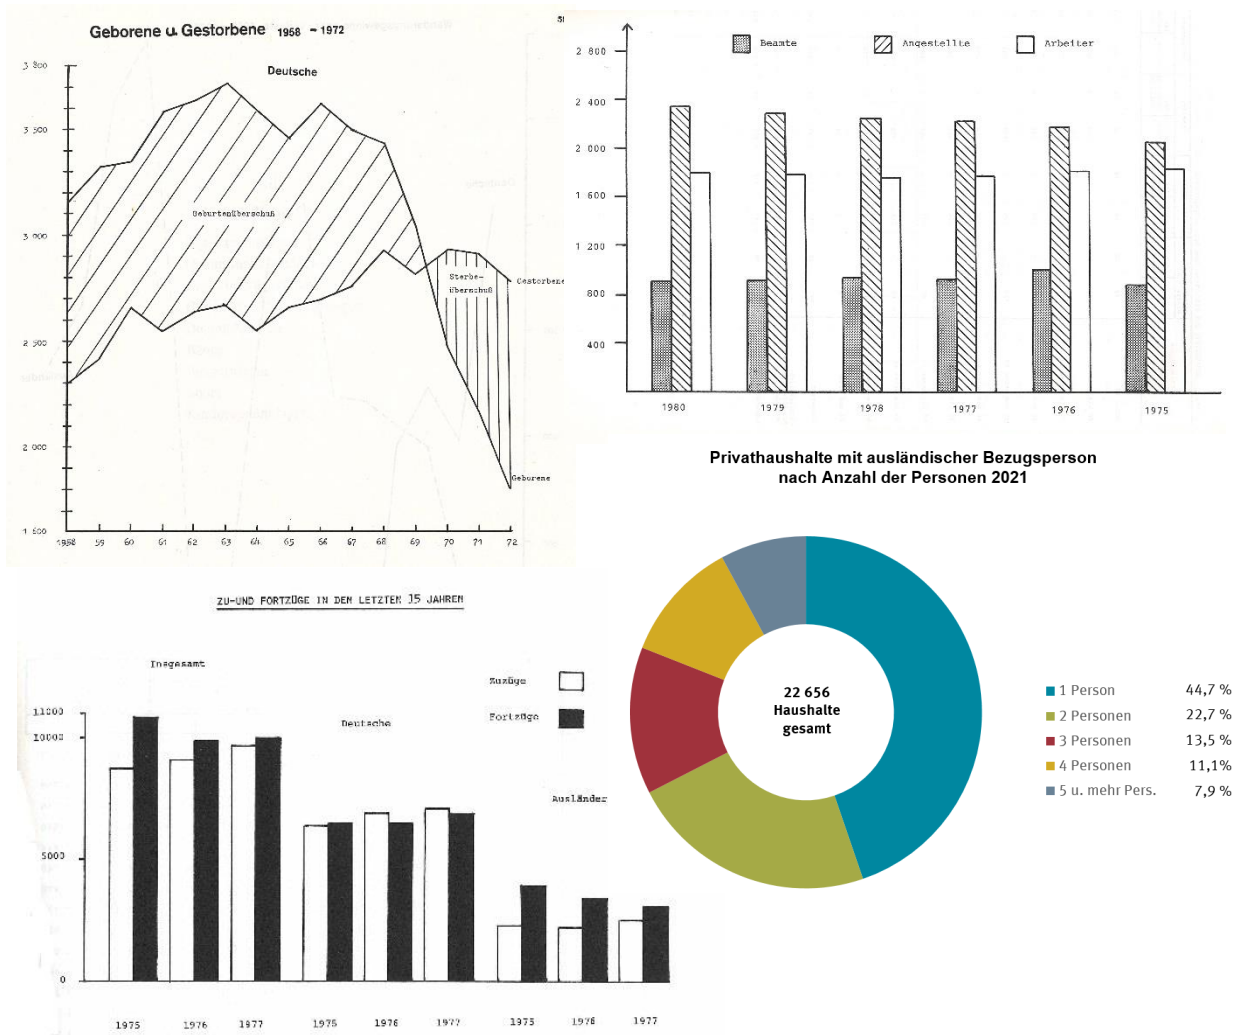 Geborene u. Gestorbene 1958 - 1972
Deutsche
3 800
3 500
3 000
2 500
2 000
1 500
Geburtenüberschuß
Sterbe-
überschuß
Gestorbene
Geborene
1958 59 60 61 62 63 64 65 66 67 68 69 70 71 72
Beamte Angestellte Arbeiter
2 800
2 400
2 000
1 600
1 200
800
400
1980 1979 1978 1977 1976 1975
Privathaushalte mit ausländischer Bezugsperson
nach Anzahl der Personen 2021
22 656
Haushalte
gesamt
1 Person 44,7 %
2 Personen 22,7 %
3 Personen 13,5 %
4 Personen 11,1%
5 u. mehr Pers. 7,9 %
ZU-UND FORTZÜGE IN DEN LETZTEN 15 JAHREN
Insgesamt
Zuzüge
Fortzüge
Deutsche
Ausländer
11000
10000
5000
0
1975 1976 1977 1975 1976 1977 1975 1976 1977